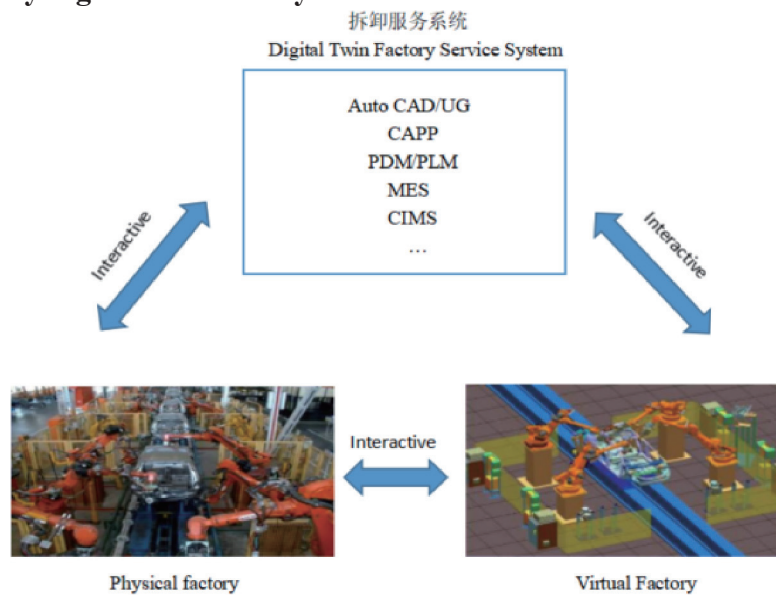 拆卸服务系统
Digital Twin Factory Service System
Auto CAD/UG
CAPP
PDM/PLM
MES
CIMS
…
Interactive
Interactive
Interactive
Physical factory
Virtual Factory